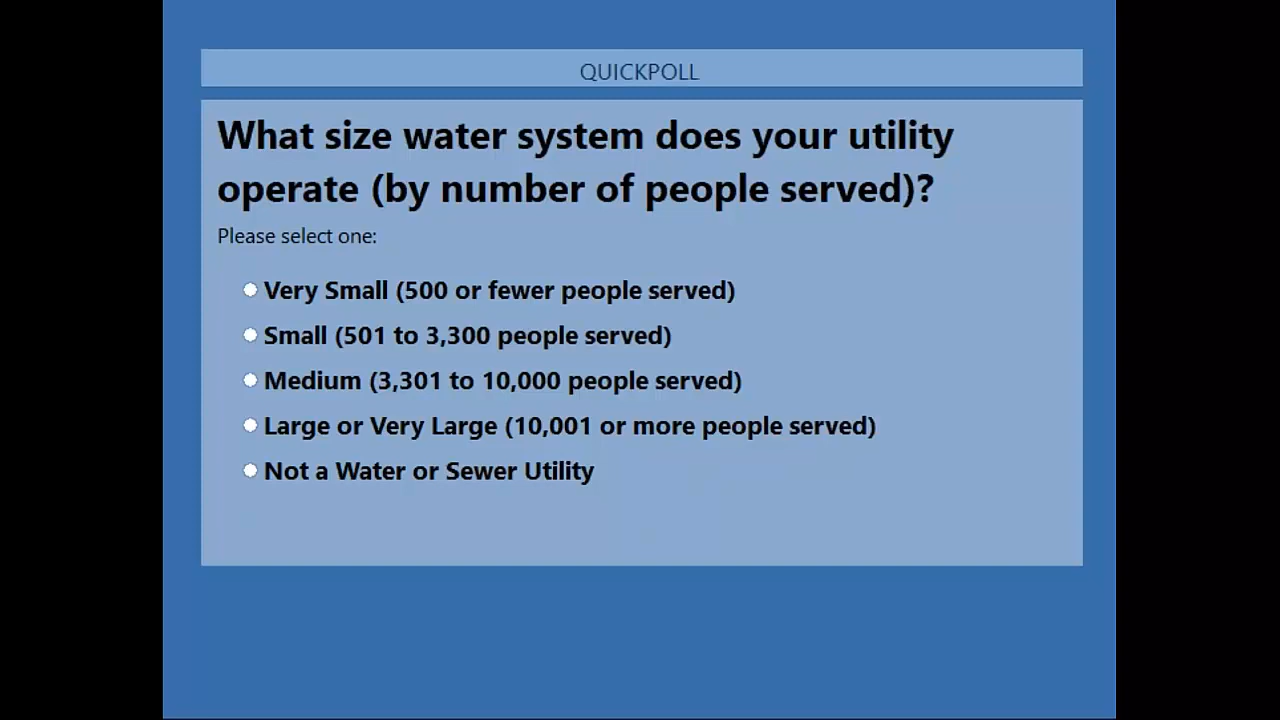 QUICKPOLL
What size water system does your utility
operate (by number of people served)?
Please select one:
Very Small (500 or fewer people served)
Small (501 to 3,300 people served)
Medium (3,301 to 10,000 people served)
Large or Very Large (10,001 or more people served)
Not a Water or Sewer Utility